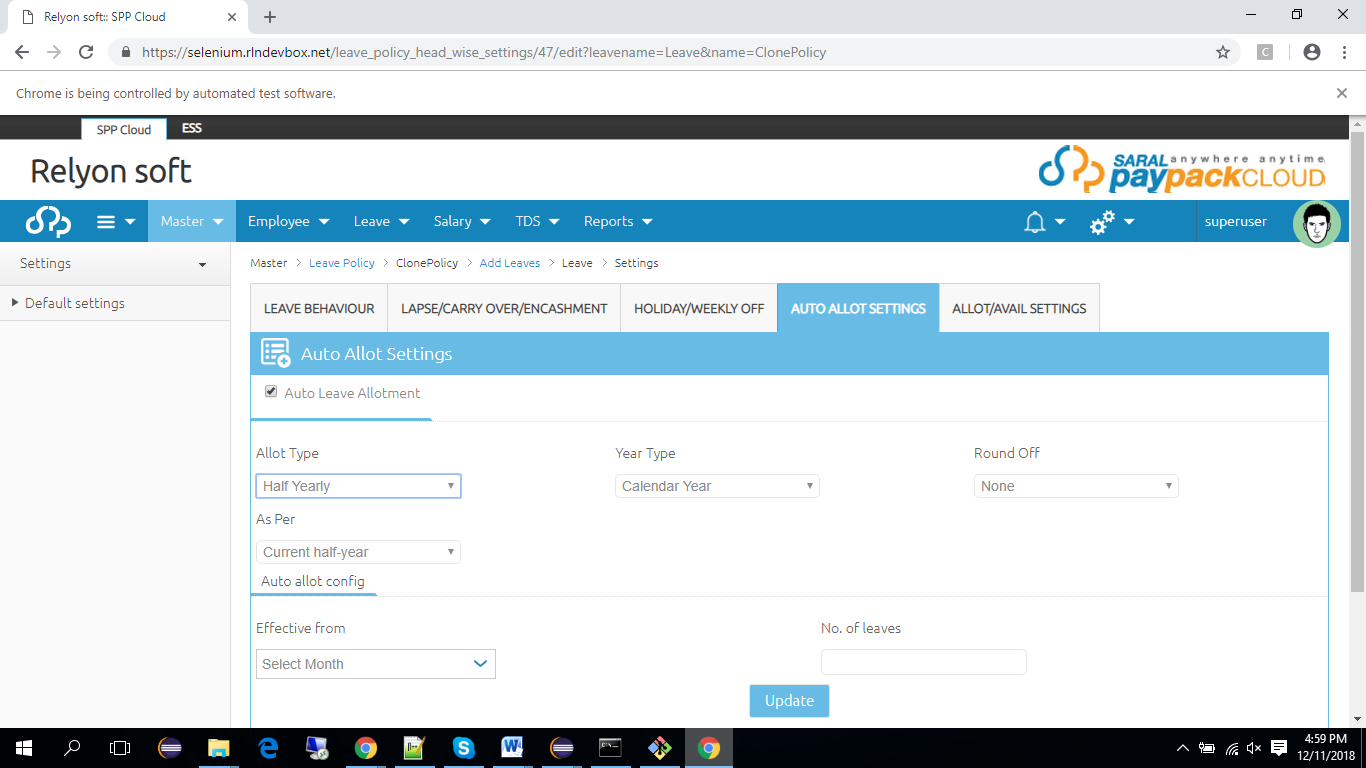 Relyon soft:: SPP Cloud
https://selenium.rlndevbox.net/leave_policy_head_wise_settings/47/edit?leavename=Leave&name=ClonePolicy
C
Chrome is being controlled by automated test software.
SPP Cloud ESS
Relyon soft
SARAL anywhere anytime
paypackCLOUD
Master Employee Leave Salary TDS Reports superuser
Settings
Default settings
Master > Leave Policy > ClonePolicy > Add Leaves > Leave > Settings
LEAVE BEHAVIOUR LAPSE/CARRY OVER/ENCASHMENT HOLIDAY/WEEKLY OFF AUTO ALLOT SETTINGS ALLOT/AVAIL SETTINGS
Auto Allot Settings
Auto Leave Allotment
Allot Type Year Type Round Off
Half Yearly Calendar Year None
As Per
Current half-year
Auto allot config
Effective from No. of leaves
Select Month
Update
4:59 PM
12/11/2018